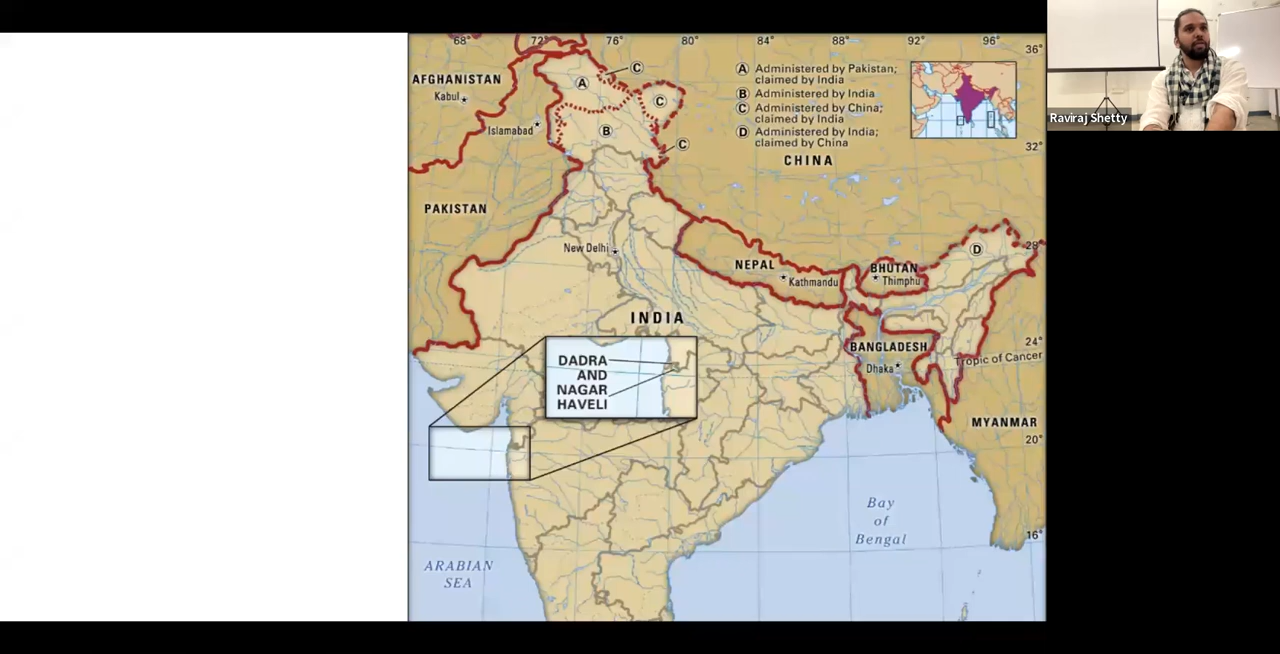 68°
72°
76°
80°
84°
88°
92°
96°
36°
AFGHANISTAN
Kabul
Islamabad
A
C
C
B
C
A Administered by Pakistan;
claimed by India
B Administered by India
C Administered by China;
claimed by India
D Administered by India;
claimed by China
CHINA
32°
PAKISTAN
New Delhi
NEPAL
Kathmandu
BHUTAN
Thimphu
D
28°
INDIA
BANGLADESH
Dhaka
24°
Tropic of Cancer
DADRA
AND
NAGAR
HAVELI
MYANMAR
20°
Bay
of
Bengal
16°
ARABIAN
SEA
Raviraj Shetty